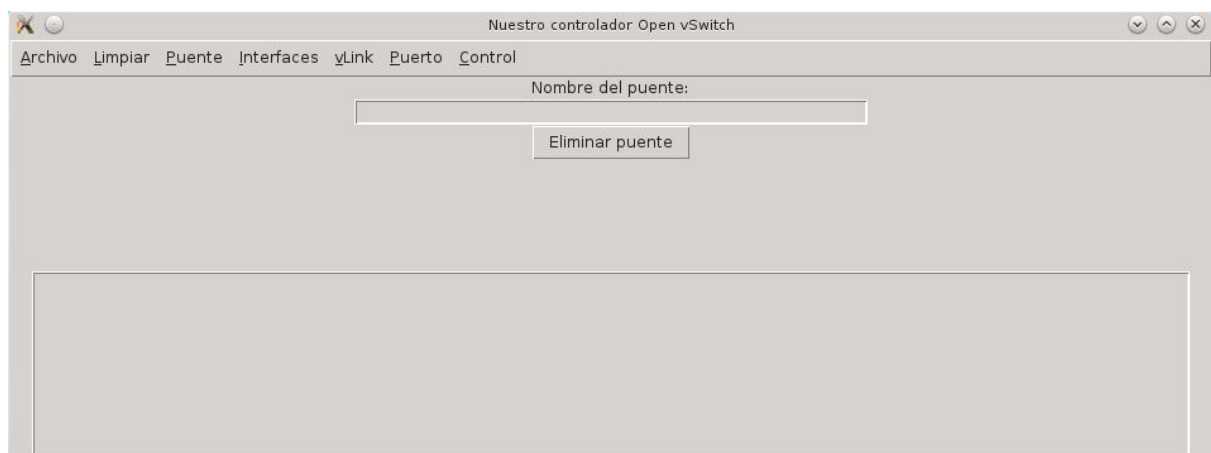 Nuestro controlador Open vSwitch
Archivo Limpiar Puente Interfaces vLink Puerto Control
Nombre del puente:
Eliminar puente